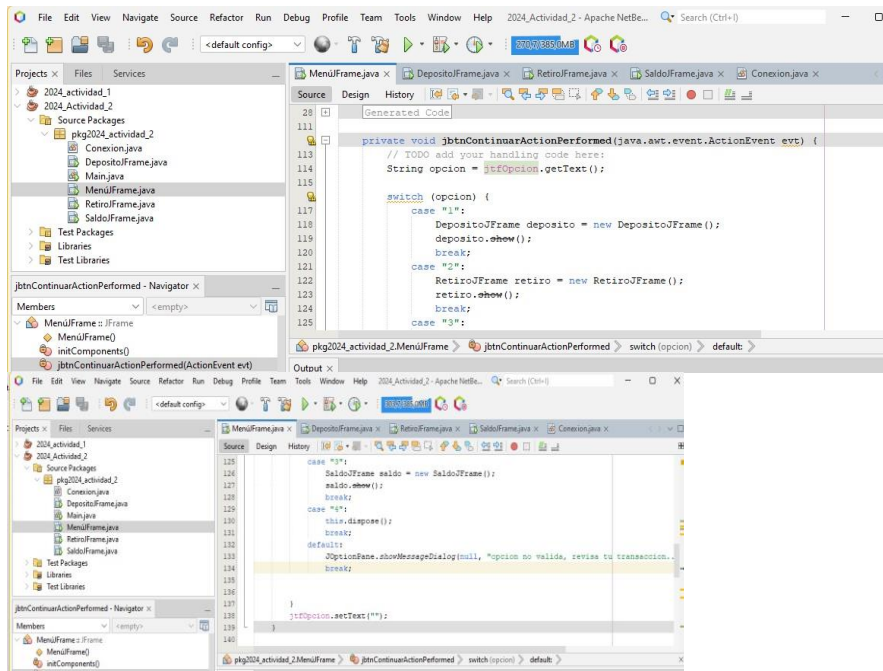 File Edit View Navigate Source Refactor Run Debug Profile Team Tools Window Help 2024_Actividad_2 - Apache NetBe... Search (Ctrl+I)
<default config> 270,7/385,0MB
Projects × Files Services
MenúJFrame.java × DepositoJFrame.java × RetiroJFrame.java × SaldoJFrame.java × Conexion.java ×
Source Design History
2024_actividad_1
2024_Actividad_2
Source Packages
pkg2024_actividad_2
Conexion.java
DepositoJFrame.java
Main.java
MenúJFrame.java
RetiroJFrame.java
SaldoJFrame.java
Test Packages
Libraries
Test Libraries
jbtnContinuarActionPerformed - Navigator ×
Members <empty>
MenúJFrame :: JFrame
MenúJFrame()
initComponents()
jbtnContinuarActionPerformed(ActionEvent evt)
28 Generated Code
111
private void jbtnContinuarActionPerformed(java.awt.event.ActionEvent evt) {
113 // TODO add your handling code here:
114 String opcion = jtfOpcion.getText();
115
switch (opcion) {
117 case "1":
118 DepositoJFrame deposito = new DepositoJFrame();
119 deposito.show();
120 break;
121 case "2":
122 RetiroJFrame retiro = new RetiroJFrame();
123 retiro.show();
124 break;
125 case "3":
pkg2024_actividad_2.MenúJFrame jbtnContinuarActionPerformed switch (opcion) default:
Output ×
File Edit View Navigate Source Refactor Run Debug Profile Team Tools Window Help 2024_Actividad_2 - Apache NetBe... Search (Ctrl+I)
<default config>
Projects × Files Services
MenúJFrame.java × DepositoJFrame.java × RetiroJFrame.java × SaldoJFrame.java × Conexion.java ×
Source Design History
2024_actividad_1
2024_Actividad_2
Source Packages
pkg2024_actividad_2
Conexion.java
DepositoJFrame.java
Main.java
MenúJFrame.java
RetiroJFrame.java
SaldoJFrame.java
Test Packages
Libraries
Test Libraries
jbtnContinuarActionPerformed - Navigator ×
Members <empty>
MenúJFrame :: JFrame
MenúJFrame()
initComponents()
125 case "3":
126 SaldoJFrame saldo = new SaldoJFrame();
127 saldo.show();
128 break;
129 case "4":
130 this.dispose();
131 break;
132 default:
133 JOptionPane.showMessageDialog(null, "opcion no valida, revisa tu transaccion..
134 break;
135
136
137 }
138 jtfOpcion.setText("");
139 }
140
pkg2024_actividad_2.MenúJFrame jbtnContinuarActionPerformed switch (opcion) default: